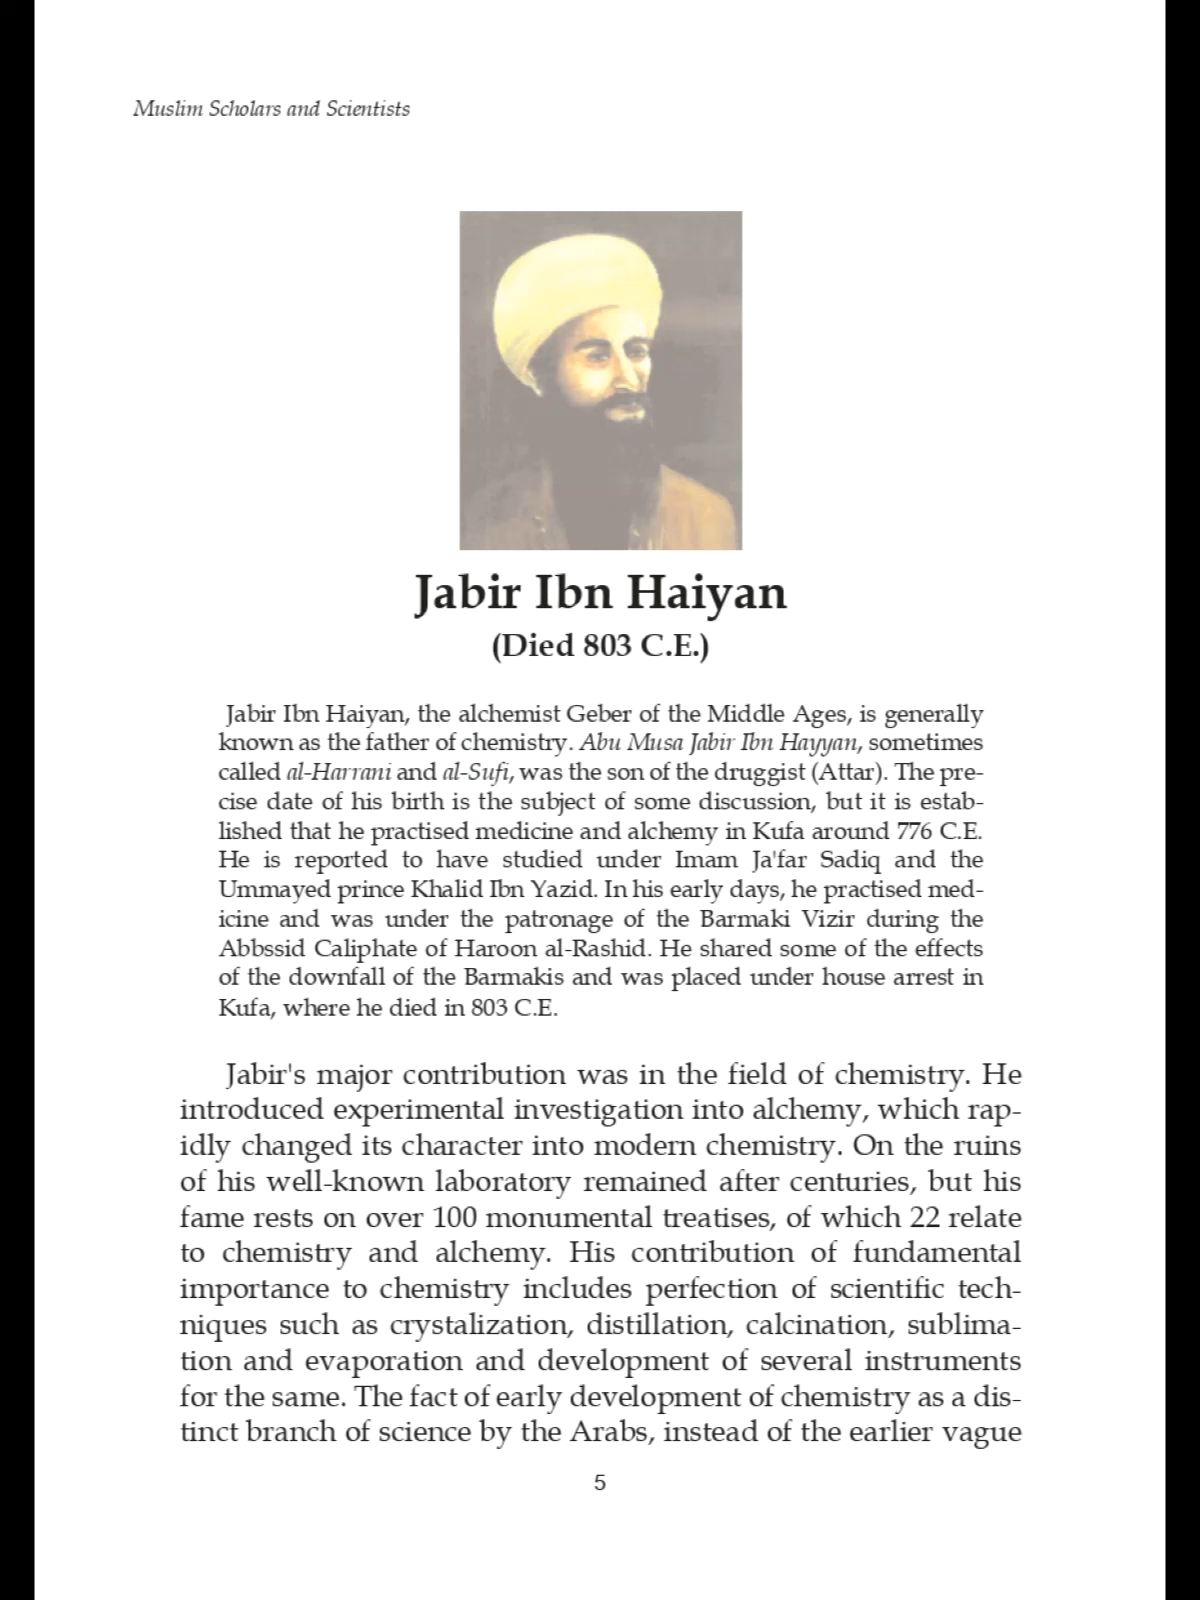 Muslim Scholars and Scientists
Jabir Ibn Haiyan
(Died 803 C.E.)
Jabir Ibn Haiyan, the alchemist Geber of the Middle Ages, is generally
known as the father of chemistry. Abu Musa Jabir Ibn Hayyan, sometimes
called al-Harrani and al-Sufi, was the son of the druggist (Attar). The pre-
cise date of his birth is the subject of some discussion, but it is estab-
lished that he practised medicine and alchemy in Kufa around 776 C.E.
He is reported to have studied under Imam Ja'far Sadiq and the
Ummayed prince Khalid Ibn Yazid. In his early days, he practised med-
icine and was under the patronage of the Barmaki Vizir during the
Abbssid Caliphate of Haroon al-Rashid. He shared some of the effects
of the downfall of the Barmakis and was placed under house arrest in
Kufa, where he died in 803 C.E.
Jabir's major contribution was in the field of chemistry. He
introduced experimental investigation into alchemy, which rap-
idly changed its character into modern chemistry. On the ruins
of his well-known laboratory remained after centuries, but his
fame rests on over 100 monumental treatises, of which 22 relate
to chemistry and alchemy. His contribution of fundamental
importance to chemistry includes perfection of scientific tech-
niques such as crystalization, distillation, calcination, sublima-
tion and evaporation and development of several instruments
for the same. The fact of early development of chemistry as a dis-
tinct branch of science by the Arabs, instead of the earlier vague
5